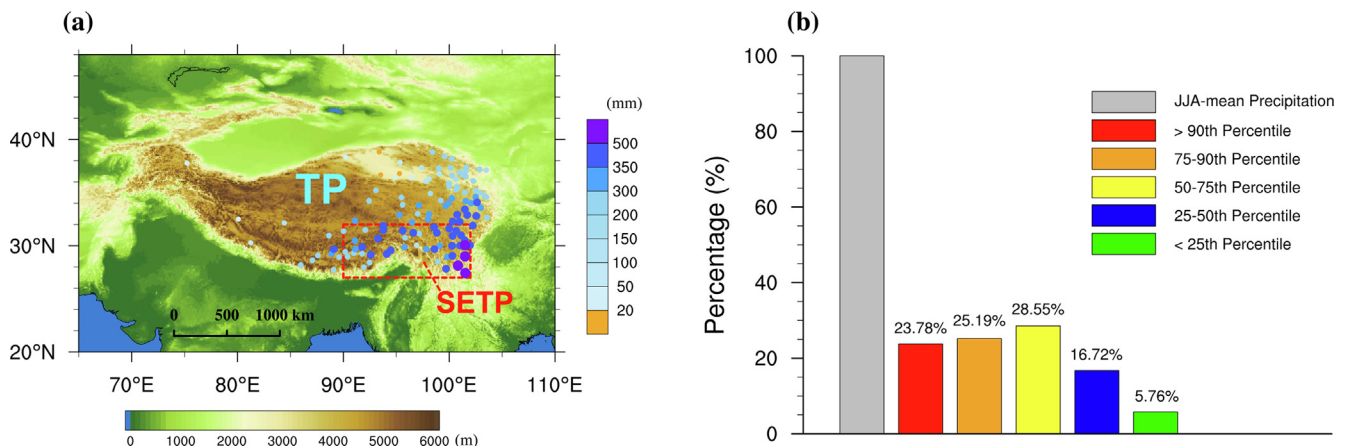 (a)
(mm)
500
350
300
200
150
100
50
20
40°N
30°N
20°N
TP
SETP
0 500 1000 km
70°E 80°E 90°E 100°E 110°E
0 1000 2000 3000 4000 5000 6000 (m)
(b)
Percentage (%)
100
80
60
40
20
0
23.78%
25.19%
28.55%
16.72%
5.76%
JJA-mean Precipitation
> 90th Percentile
75-90th Percentile
50-75th Percentile
25-50th Percentile
< 25th Percentile